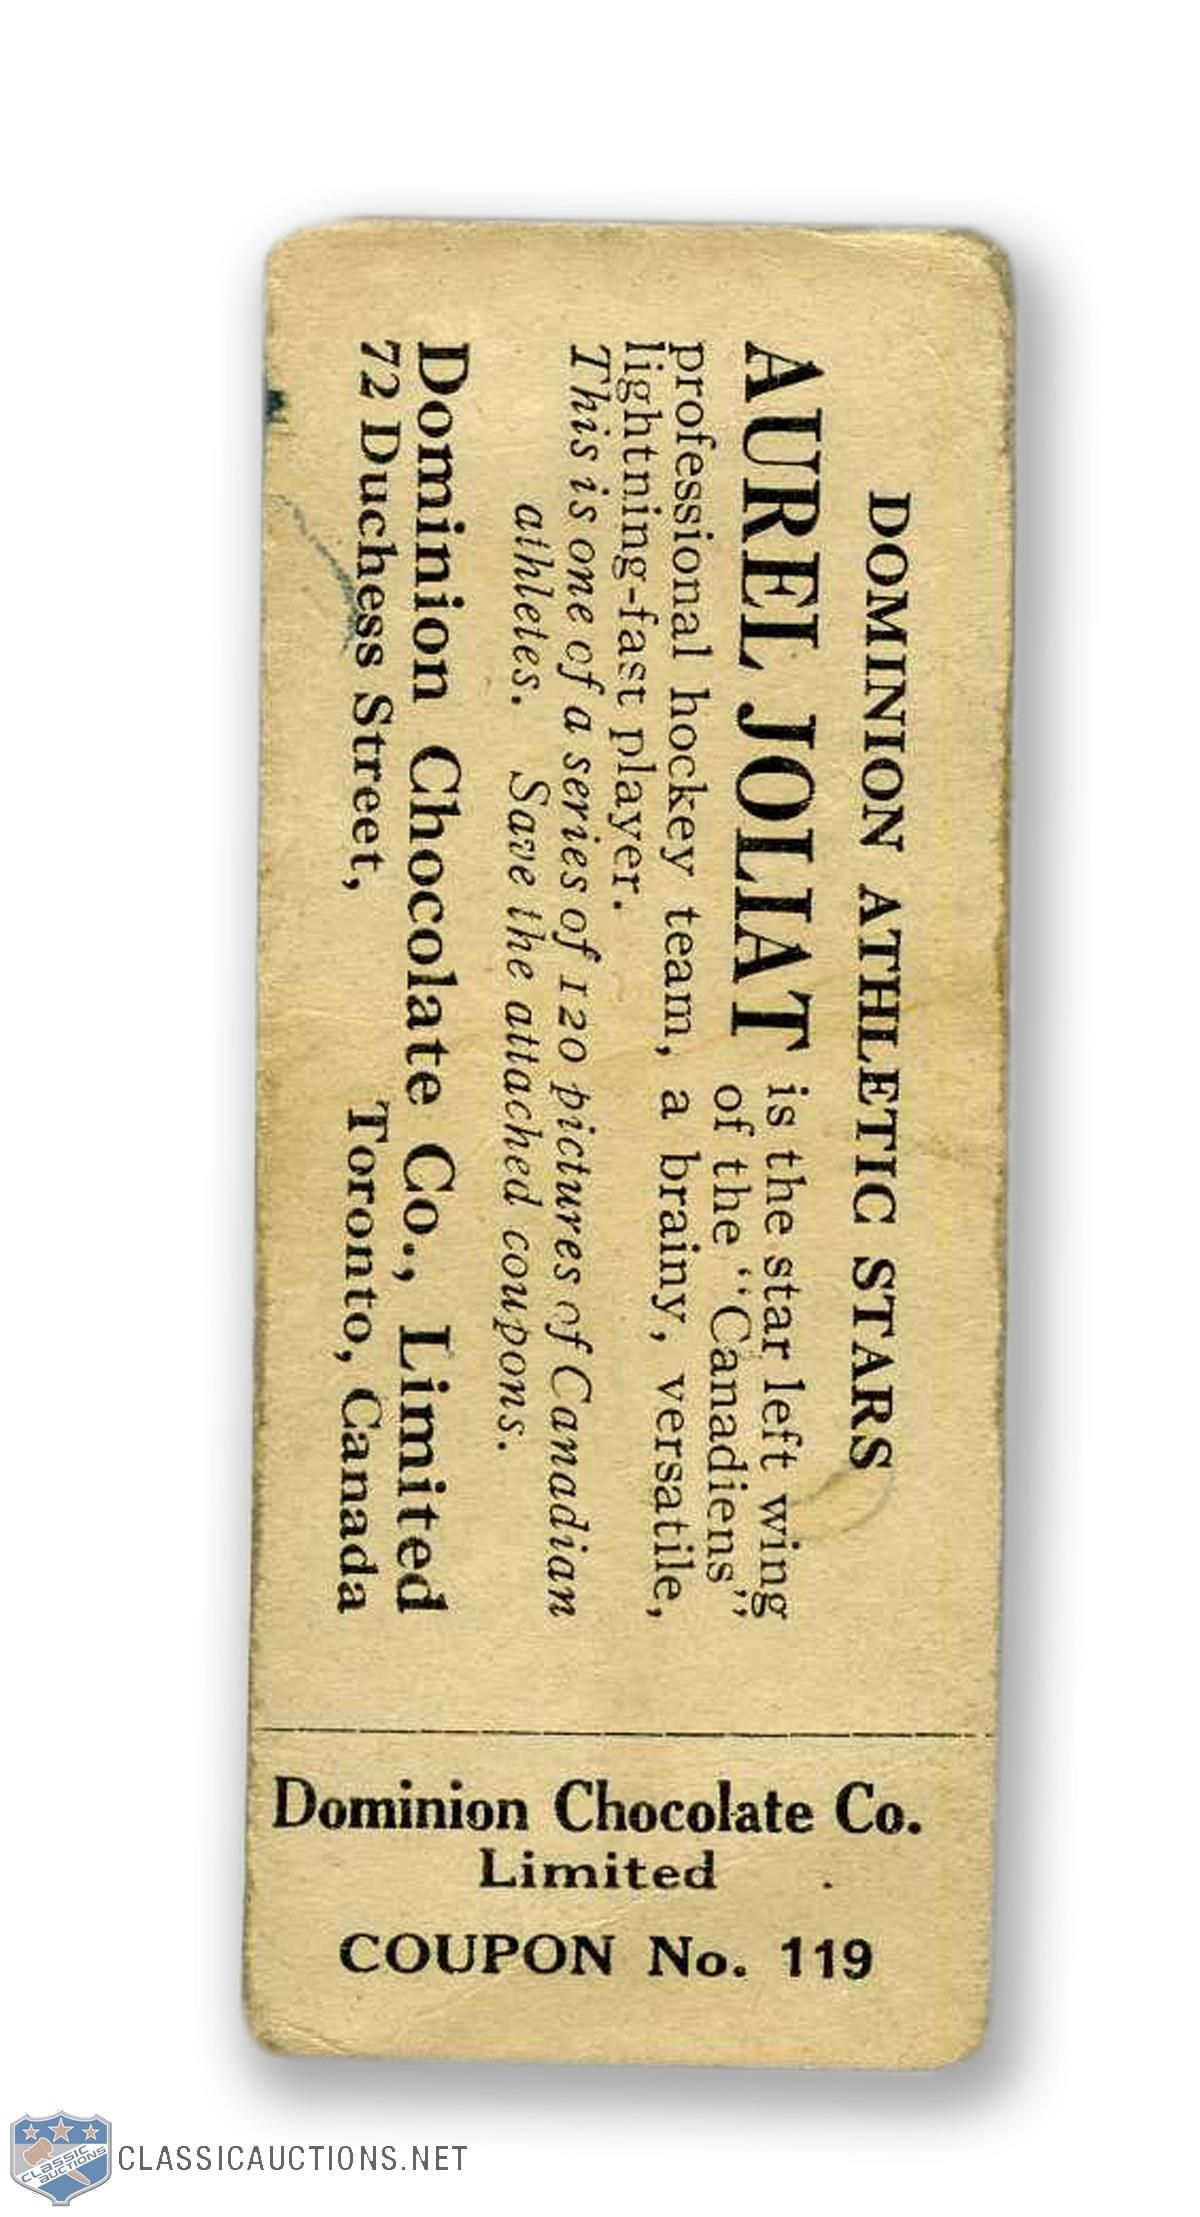 DOMINION ATHLETIC STARS
AUREL JOLIAT is the star left wing
of the "Canadiens"
professional hockey team, a brainy, versatile,
lightning-fast player.
This is one of a series of 120 pictures of Canadian
athletes. Save the attached coupons.
Dominion Chocolate Co., Limited
72 Duchess Street, Toronto, Canada
Dominion Chocolate Co.
Limited
COUPON No. 119
CLASSIC
AUCTIONS
CLASSICAUCTIONS.NET